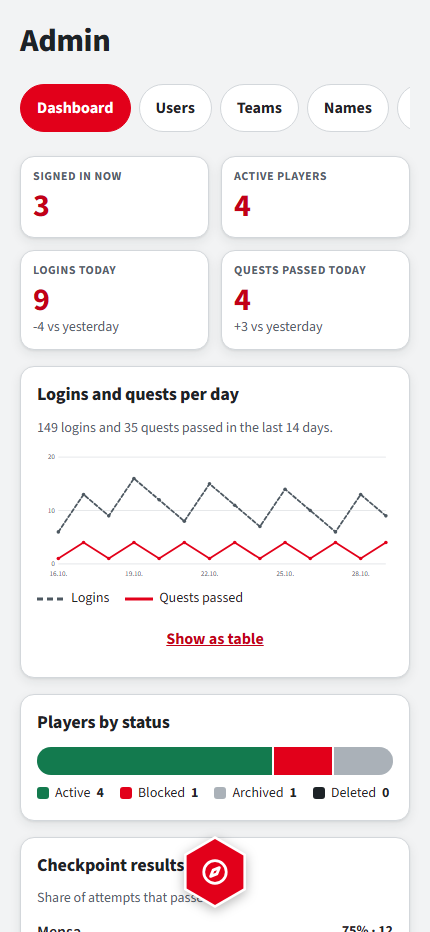 Admin
Dashboard Users Teams Names
SIGNED IN NOW
3
ACTIVE PLAYERS
4
LOGINS TODAY
9
-4 vs yesterday
QUESTS PASSED TODAY
4
+3 vs yesterday
Logins and quests per day
149 logins and 35 quests passed in the last 14 days.
20
10
0
16.10. 19.10. 22.10. 25.10. 28.10.
Logins Quests passed
Show as table
Players by status
Active 4 Blocked 1 Archived 1 Deleted 0
Checkpoint results
Share of attempts that
Mensa 75% · 12